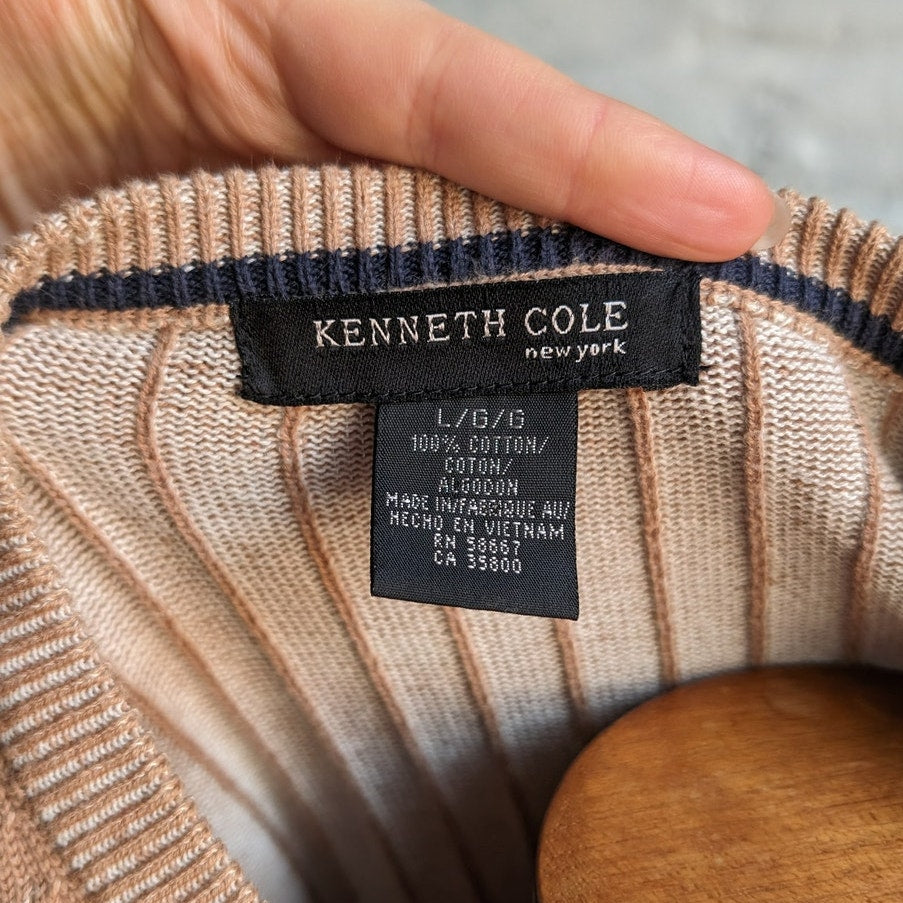 KENNETH COLE
new york
L/G/G
100% COTTON/
COTON/
ALGODON
MADE IN/FABRIQUE AU/
HECHO EN VIETNAM
RN 58667
CA 35800